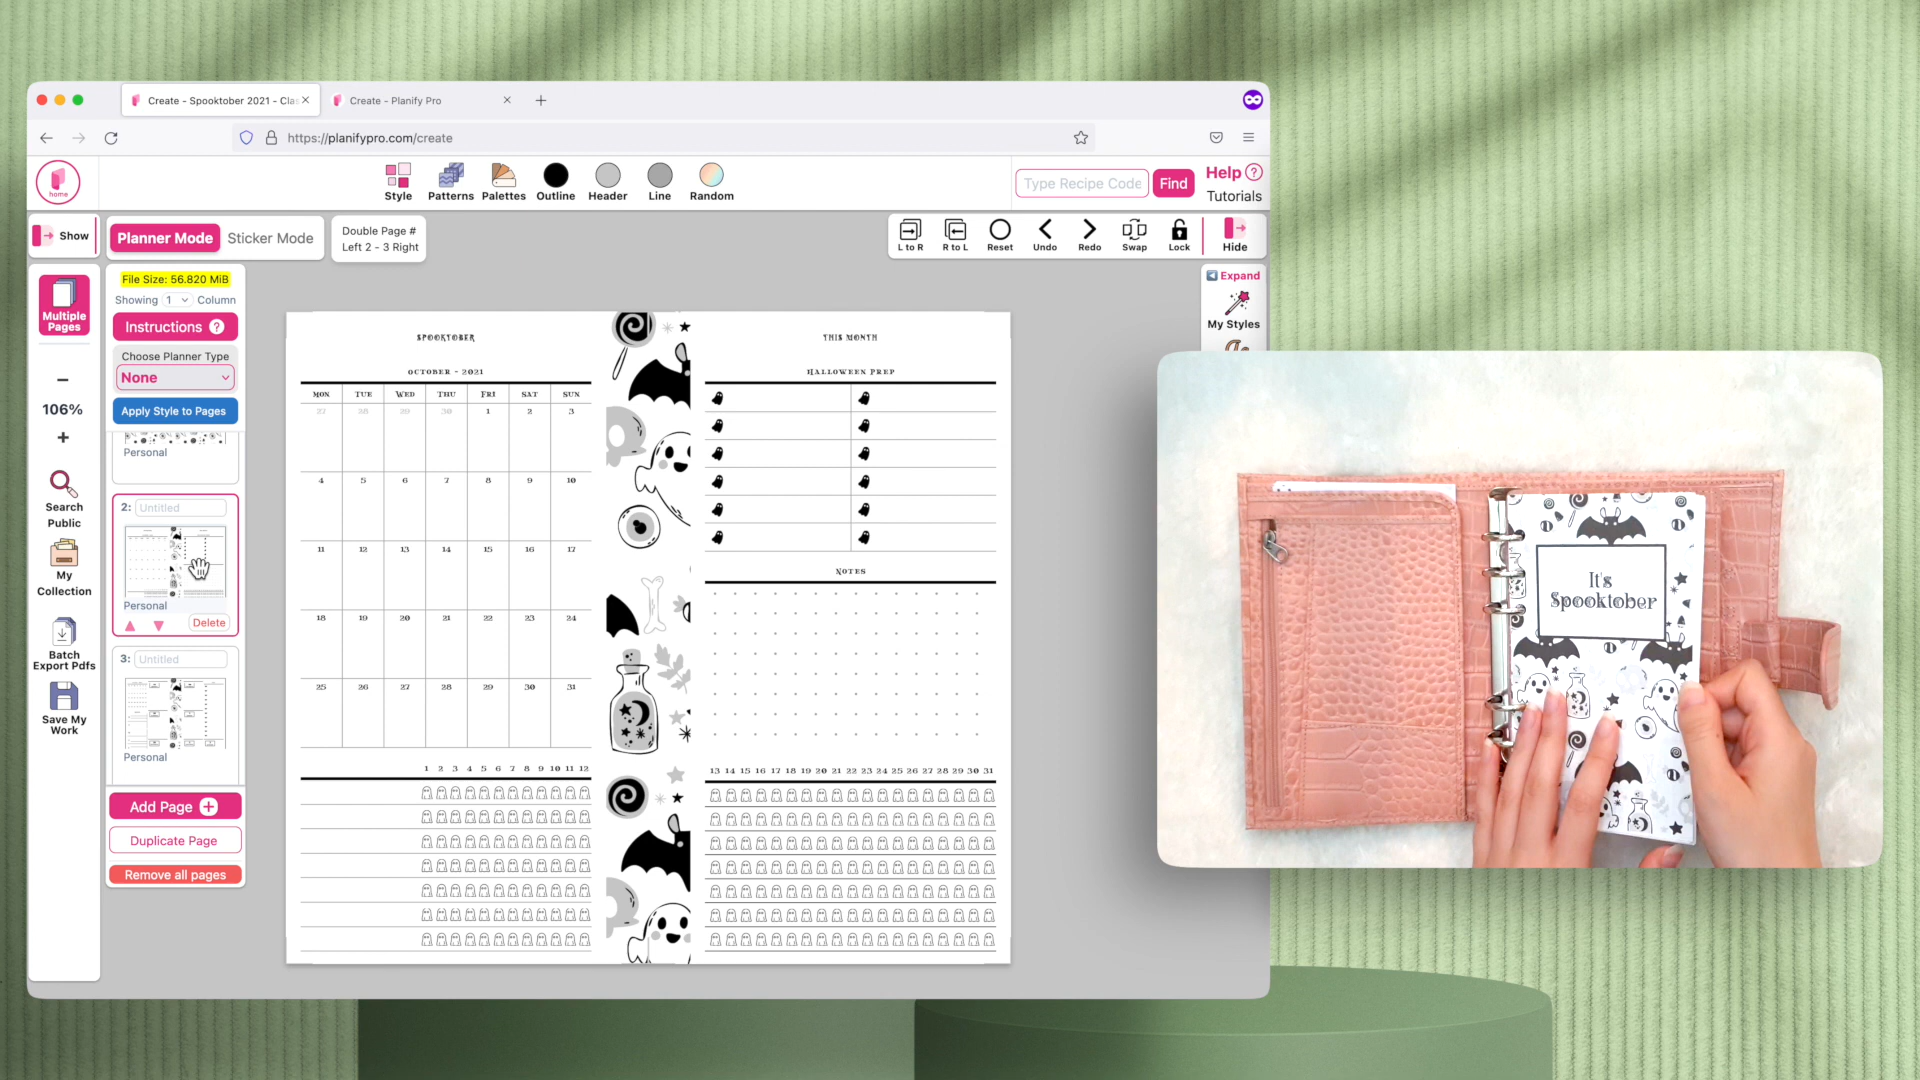 Create - Spooktober 2021 - Cla
Create - Planify Pro
https://planifypro.com/create
home
Style
Patterns
Palettes
Outline
Header
Line
Random
Type Recipe Code
Find
Help ?
Tutorials
Show
Planner Mode
Sticker Mode
Double Page #
Left 2 - 3 Right
L to R
R to L
Reset
Undo
Redo
Swap
Lock
Hide
Multiple
Pages
106%
Search
Public
My
Collection
Batch
Export Pdfs
Save My
Work
File Size: 56.820 MiB
Showing 1 Column
Instructions ?
Choose Planner Type
None
Apply Style to Pages
Personal
2: Untitled
Personal
Delete
3: Untitled
Personal
Add Page
Duplicate Page
Remove all pages
SPOOKTOBER
OCTOBER - 2021
MON TUE WED THU FRI SAT SUN
27 28 29 30 1 2 3
4 5 6 7 8 9 10
11 12 13 14 15 16 17
18 19 20 21 22 23 24
25 26 27 28 29 30 31
1 2 3 4 5 6 7 8 9 10 11 12
THIS MONTH
HALLOWEEN PREP
NOTES
13 14 15 16 17 18 19 20 21 22 23 24 25 26 27 28 29 30 31
Expand
My Styles
It's
Spooktober